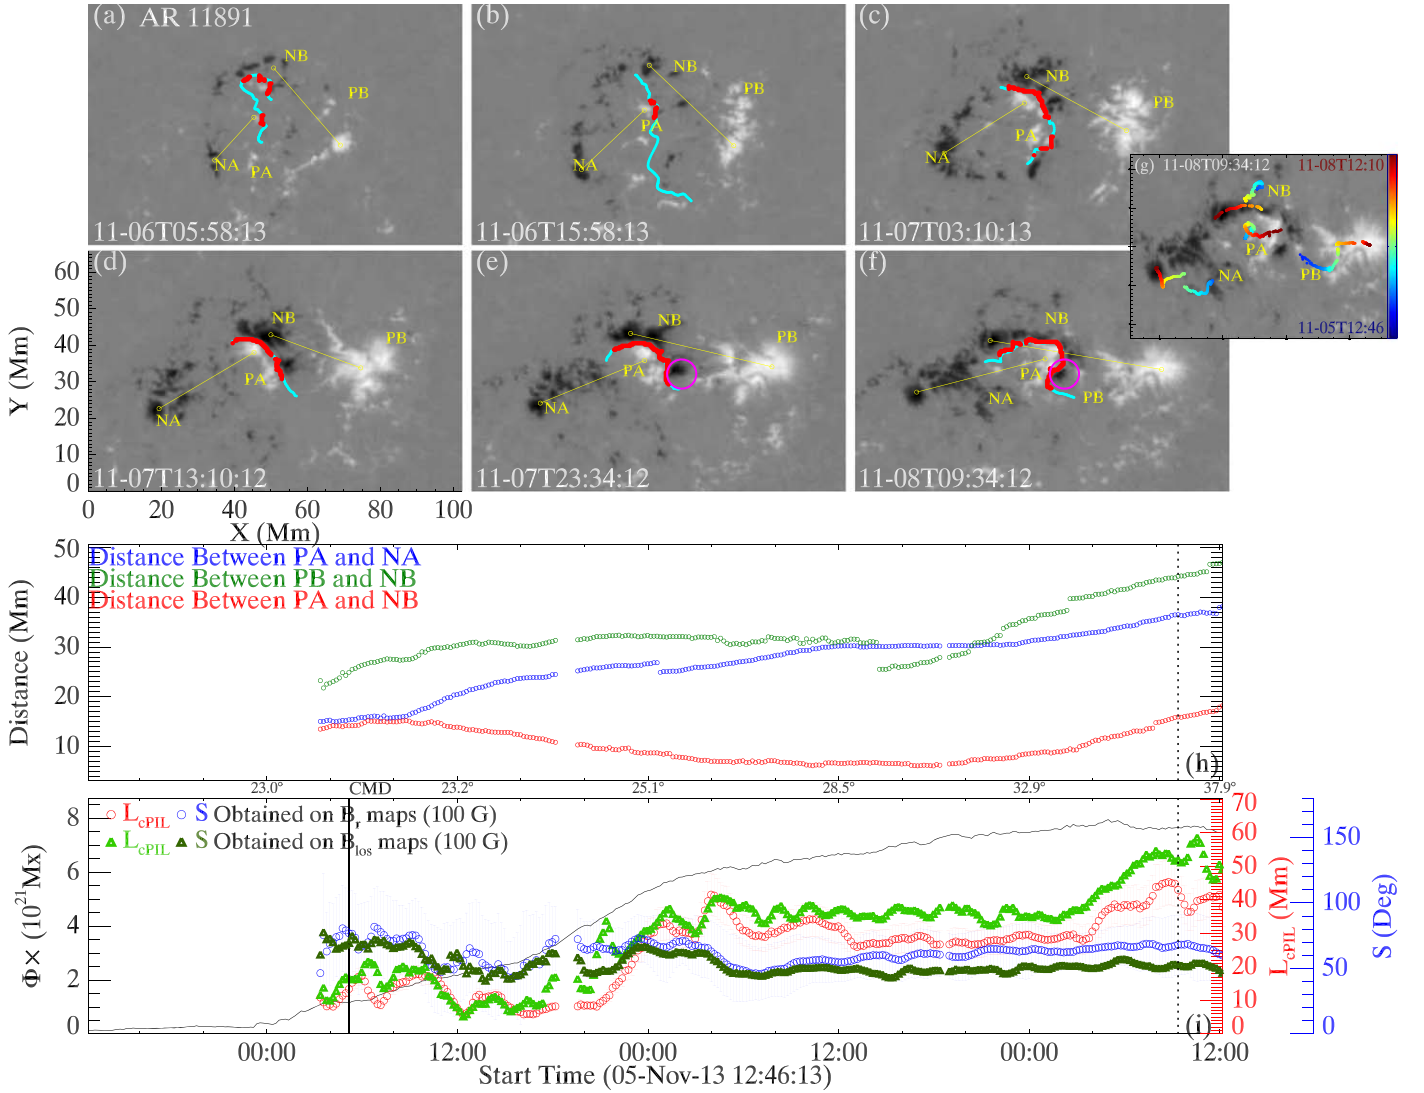 (a) AR 11891
NB
PB
NA
PA
11-06T05:58:13
(b)
NB
PB
PA
NA
11-06T15:58:13
(c)
NB
PB
PA
NA
11-07T03:10:13
(g) 11-08T09:34:12 11-08T12:10
NB
PA
PB
NA
11-05T12:46
(d)
NB
PB
PA
NA
11-07T13:10:12
(e)
NB
PB
PA
NA
11-07T23:34:12
(f)
NB
PA
PB
NA
11-08T09:34:12
60
50
40
30
20
10
0
Y (Mm)
0 20 40 60 80 100
X (Mm)
50
40
30
20
10
Distance (Mm)
Distance Between PA and NA
Distance Between PB and NB
Distance Between PA and NB
(h)
23.0° CMD 23.2° 25.1° 28.5° 32.9° 37.9°
8
6
4
2
0
Φ× (10²¹Mx)
L_cPIL S Obtained on B_r maps (100 G)
L_cPIL S Obtained on B_los maps (100 G)
(i)
70
60
50
40
30
20
10
0
L_cPIL (Mm)
150
100
50
0
S (Deg)
00:00 12:00 00:00 12:00 00:00 12:00
Start Time (05-Nov-13 12:46:13)